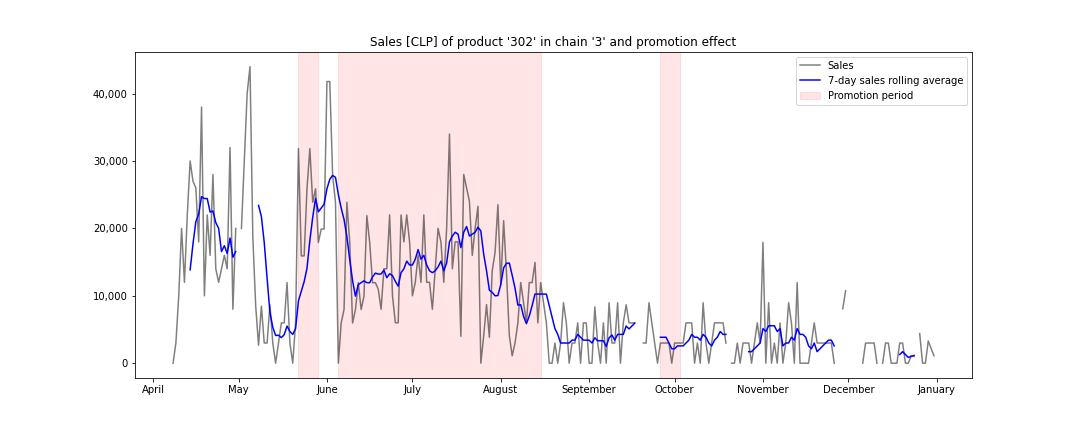 Sales [CLP] of product '302' in chain '3' and promotion effect
Sales
7-day sales rolling average
Promotion period
40,000
30,000
20,000
10,000
0
April May June July August September October November December January